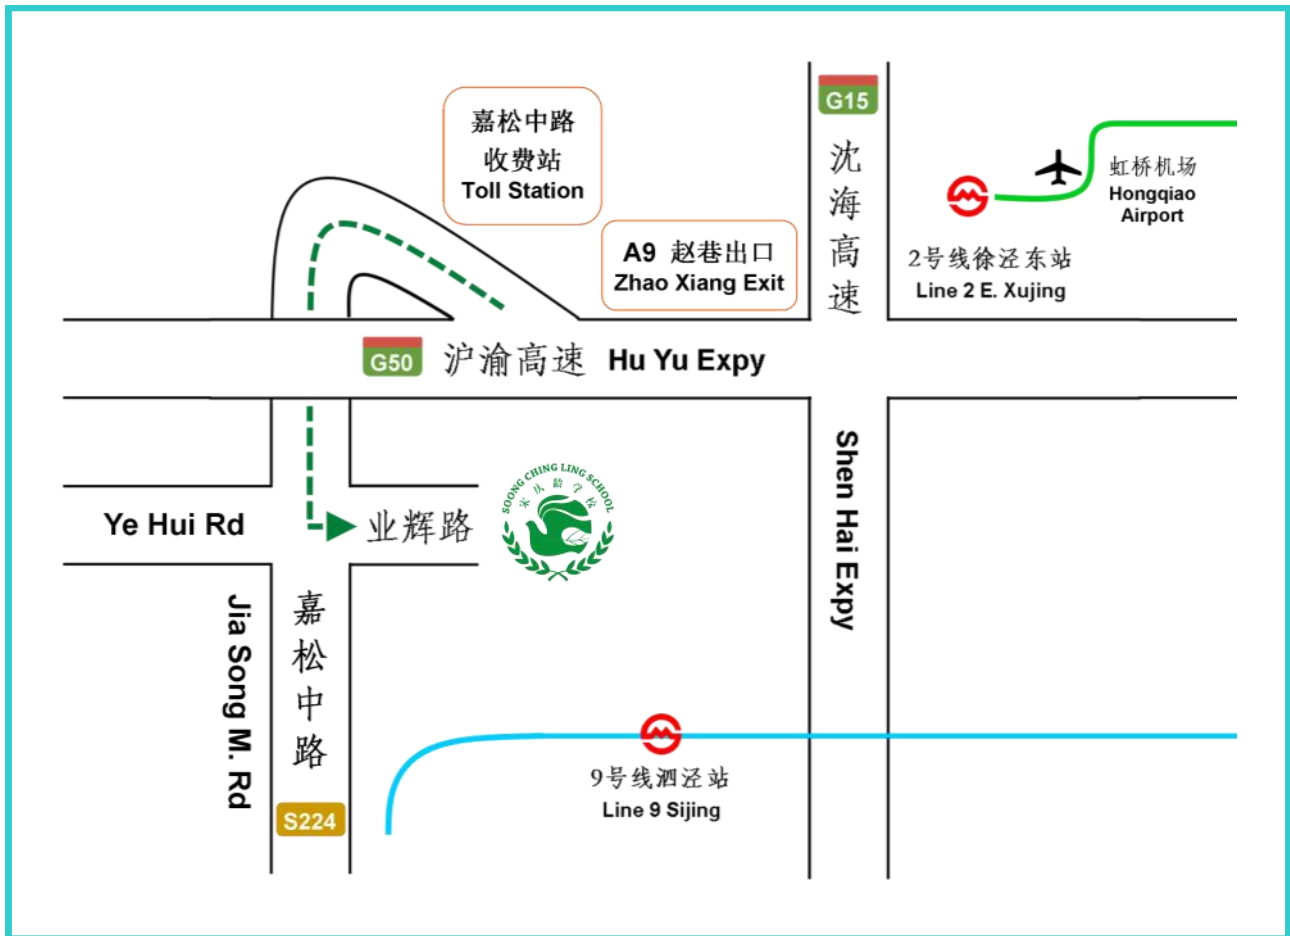 嘉松中路
收费站
Toll Station
G15
沈海高速
虹桥机场
Hongqiao
Airport
A9 赵巷出口
Zhao Xiang Exit
2号线徐泾东站
Line 2 E. Xujing
G50 沪渝高速 Hu Yu Expy
Shen Hai Expy
SOONG CHING LING SCHOOL
宋庆龄学校
Ye Hui Rd
业辉路
Jia Song M. Rd
嘉松中路
S224
9号线泗泾站
Line 9 Sijing